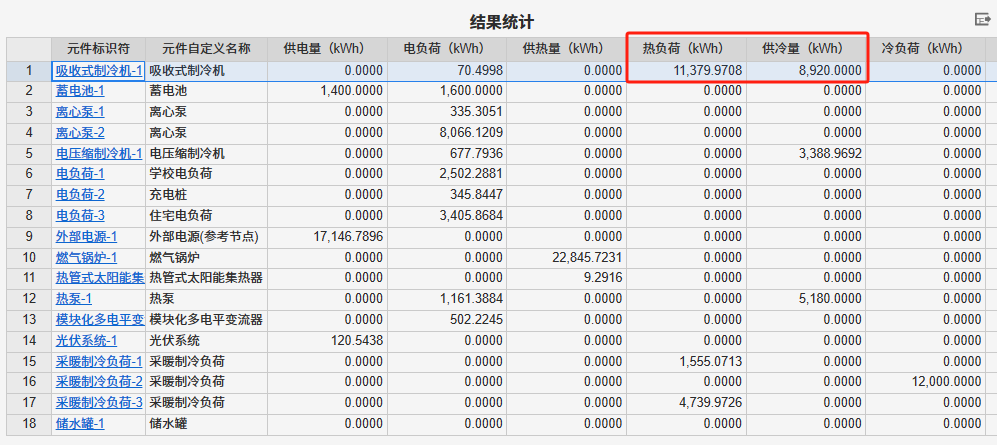 结果统计
元件标识符 元件自定义名称 供电量（kWh） 电负荷（kWh） 供热量（kWh） 热负荷（kWh） 供冷量（kWh） 冷负荷（kWh）
1 吸收式制冷机-1 吸收式制冷机 0.0000 70.4998 0.0000 11,379.9708 8,920.0000 0.0000
2 蓄电池-1 蓄电池 1,400.0000 1,600.0000 0.0000 0.0000 0.0000 0.0000
3 离心泵-1 离心泵 0.0000 335.3051 0.0000 0.0000 0.0000 0.0000
4 离心泵-2 离心泵 0.0000 8,066.1209 0.0000 0.0000 0.0000 0.0000
5 电压缩制冷机-1 电压缩制冷机 0.0000 677.7936 0.0000 0.0000 3,388.9692 0.0000
6 电负荷-1 学校电负荷 0.0000 2,502.2881 0.0000 0.0000 0.0000 0.0000
7 电负荷-2 充电桩 0.0000 345.8447 0.0000 0.0000 0.0000 0.0000
8 电负荷-3 住宅电负荷 0.0000 3,405.8684 0.0000 0.0000 0.0000 0.0000
9 外部电源-1 外部电源(参考节点) 17,146.7896 0.0000 0.0000 0.0000 0.0000 0.0000
10 燃气锅炉-1 燃气锅炉 0.0000 0.0000 22,845.7231 0.0000 0.0000 0.0000
11 热管式太阳能集 热管式太阳能集热器 0.0000 0.0000 9.2916 0.0000 0.0000 0.0000
12 热泵-1 热泵 0.0000 1,161.3884 0.0000 0.0000 5,180.0000 0.0000
13 模块化多电平变 模块化多电平变流器 0.0000 502.2245 0.0000 0.0000 0.0000 0.0000
14 光伏系统-1 光伏系统 120.5438 0.0000 0.0000 0.0000 0.0000 0.0000
15 采暖制冷负荷-1 采暖制冷负荷 0.0000 0.0000 0.0000 1,555.0713 0.0000 0.0000
16 采暖制冷负荷-2 采暖制冷负荷 0.0000 0.0000 0.0000 0.0000 0.0000 12,000.0000
17 采暖制冷负荷-3 采暖制冷负荷 0.0000 0.0000 0.0000 4,739.9726 0.0000 0.0000
18 储水罐-1 储水罐 0.0000 0.0000 0.0000 0.0000 0.0000 0.0000